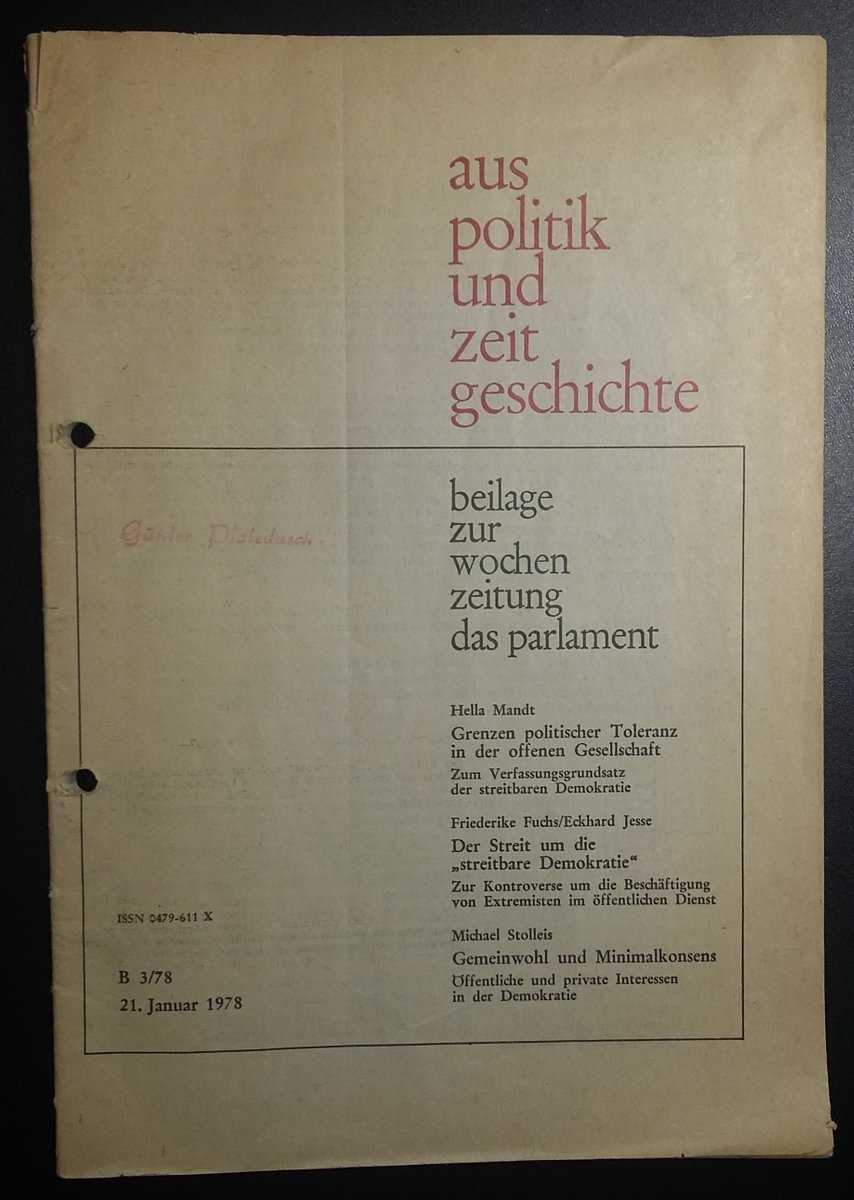 aus
politik
und
zeit
geschichte
beilage
zur
wochen
zeitung
das parlament
Hella Mandt
Grenzen politischer Toleranz
in der offenen Gesellschaft
Zum Verfassungsgrundsatz
der streitbaren Demokratie
Friederike Fuchs/Eckhard Jesse
Der Streit um die
„streitbare Demokratie“
Zur Kontroverse um die Beschäftigung
von Extremisten im öffentlichen Dienst
Michael Stolleis
Gemeinwohl und Minimalkonsens
Öffentliche und private Interessen
in der Demokratie
ISSN 0479-611 X
B 3/78
21. Januar 1978